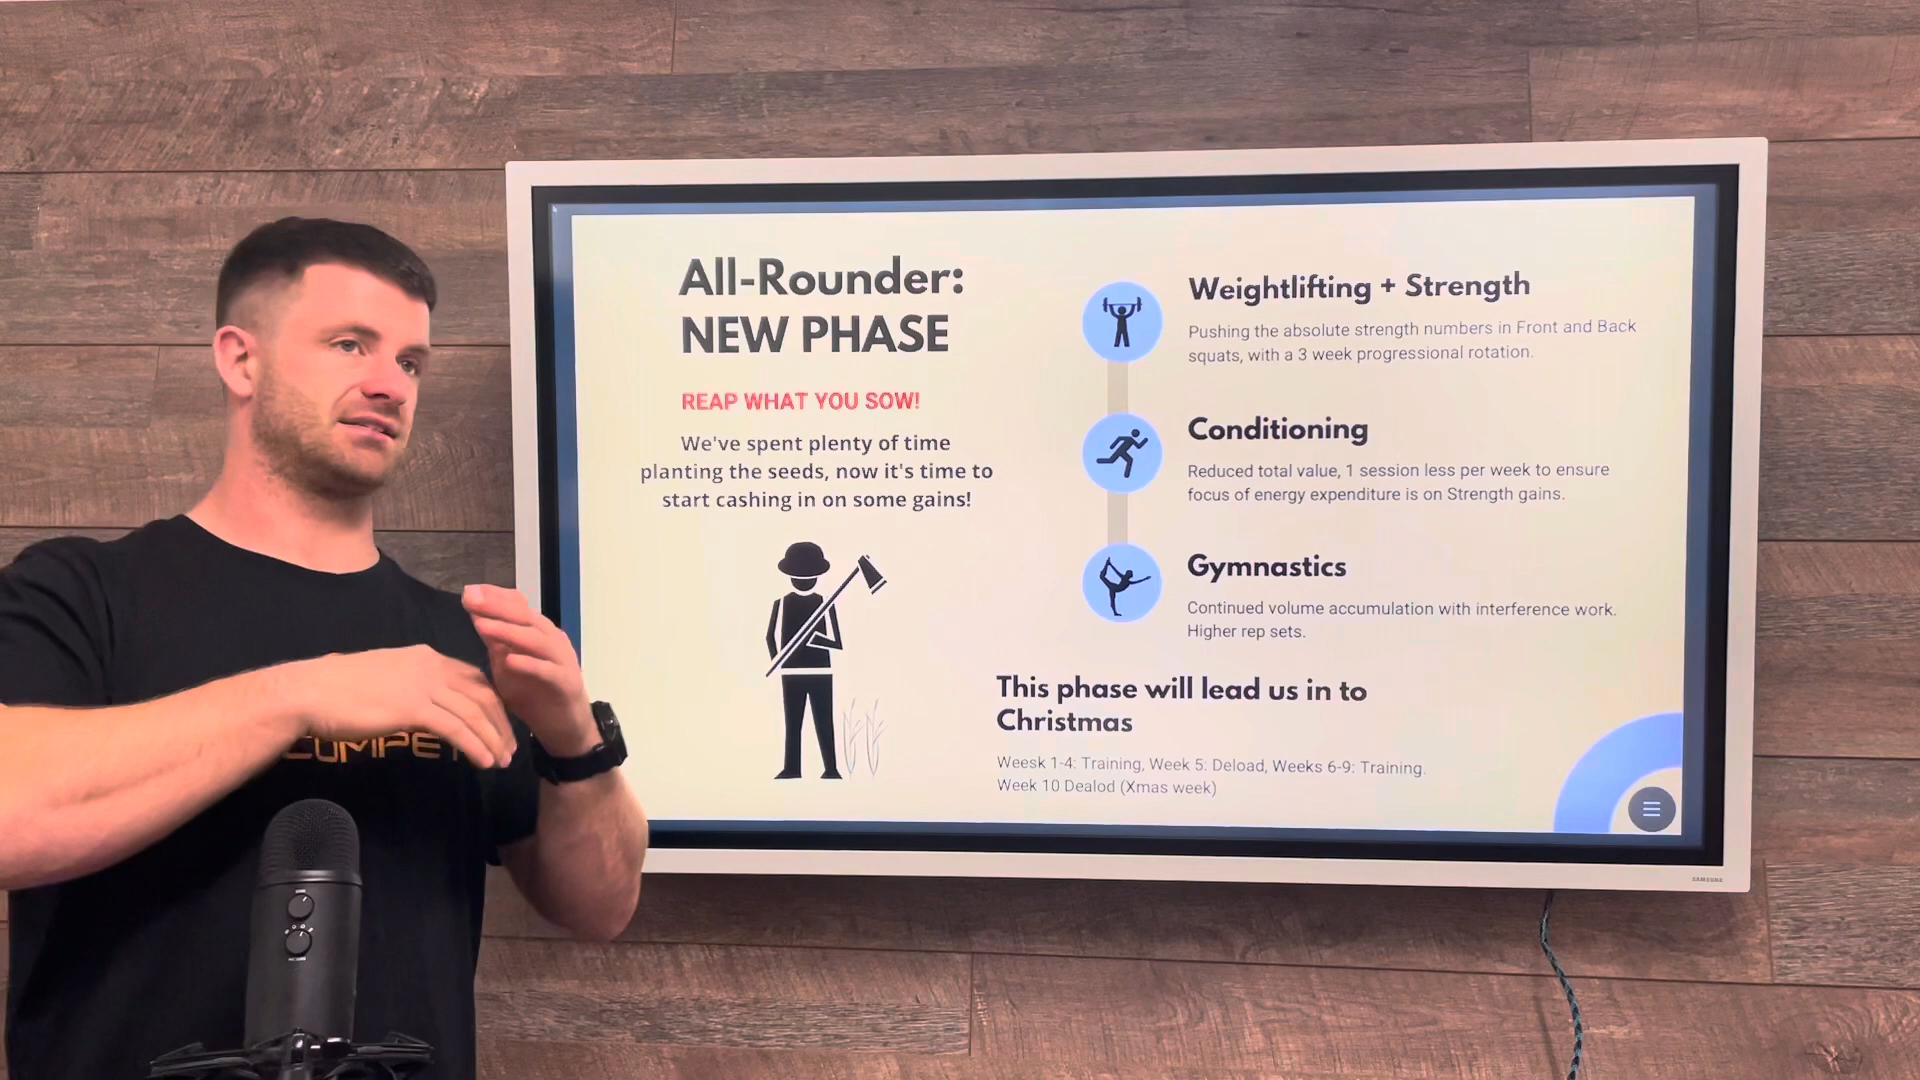 All-Rounder:
NEW PHASE
REAP WHAT YOU SOW!
We've spent plenty of time
planting the seeds, now it's time to
start cashing in on some gains!
Weightlifting + Strength
Pushing the absolute strength numbers in Front and Back
squats, with a 3 week progressional rotation.
Conditioning
Reduced total value, 1 session less per week to ensure
focus of energy expenditure is on Strength gains.
Gymnastics
Continued volume accumulation with interference work.
Higher rep sets.
This phase will lead us in to
Christmas
Weesk 1-4: Training, Week 5: Deload, Weeks 6-9: Training.
Week 10 Dealod (Xmas week)
SAMSUNG